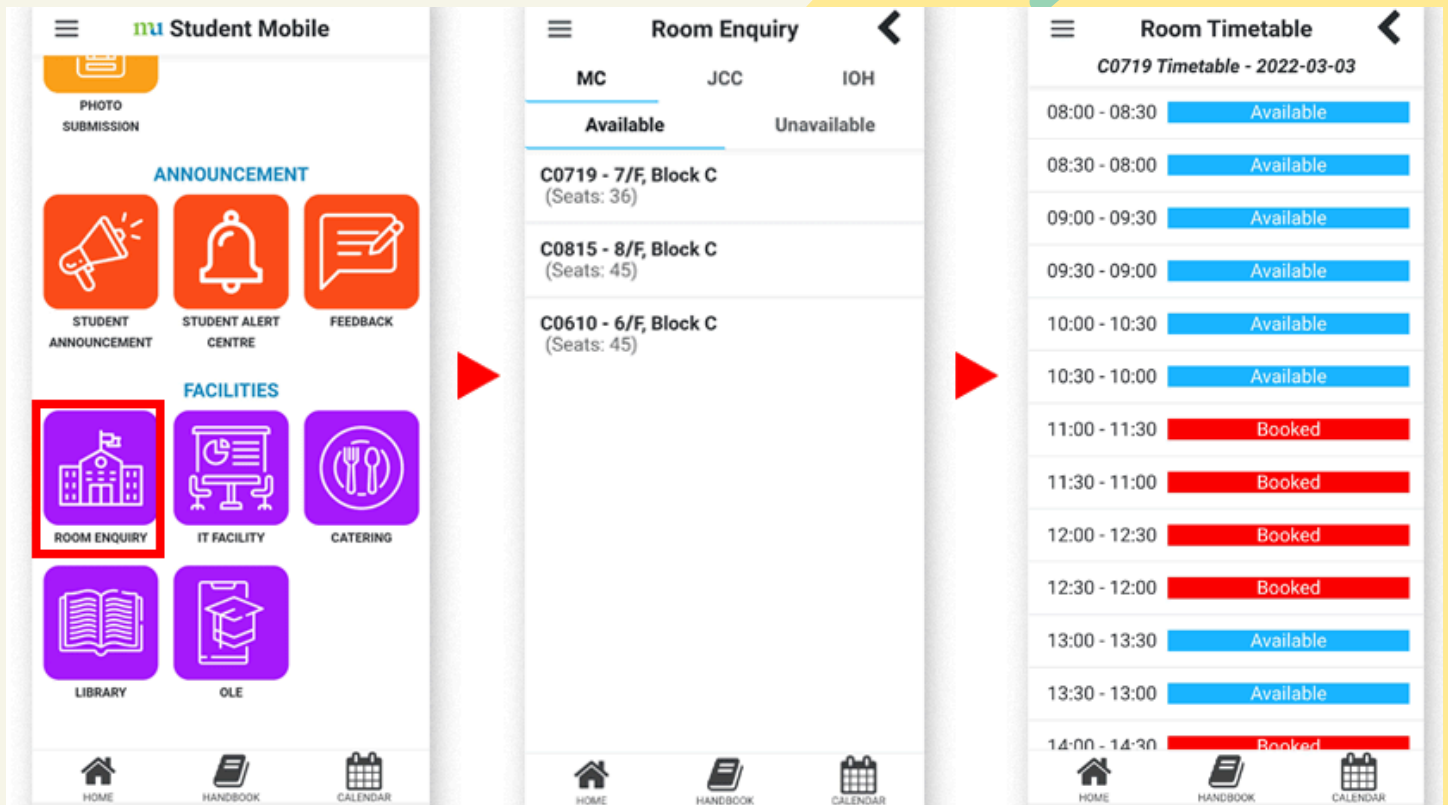 mu Student Mobile
PHOTO
SUBMISSION
ANNOUNCEMENT
STUDENT
ANNOUNCEMENT
STUDENT ALERT
CENTRE
FEEDBACK
FACILITIES
ROOM ENQUIRY
IT FACILITY
CATERING
LIBRARY
OLE
HOME
HANDBOOK
CALENDAR
Room Enquiry
MC
JCC
IOH
Available
Unavailable
C0719 - 7/F, Block C
(Seats: 36)
C0815 - 8/F, Block C
(Seats: 45)
C0610 - 6/F, Block C
(Seats: 45)
HOME
HANDBOOK
CALENDAR
Room Timetable
C0719 Timetable - 2022-03-03
08:00 - 08:30 Available
08:30 - 08:00 Available
09:00 - 09:30 Available
09:30 - 09:00 Available
10:00 - 10:30 Available
10:30 - 10:00 Available
11:00 - 11:30 Booked
11:30 - 11:00 Booked
12:00 - 12:30 Booked
12:30 - 12:00 Booked
13:00 - 13:30 Available
13:30 - 13:00 Available
14:00 - 14:30 Booked
HOME
HANDBOOK
CALENDAR